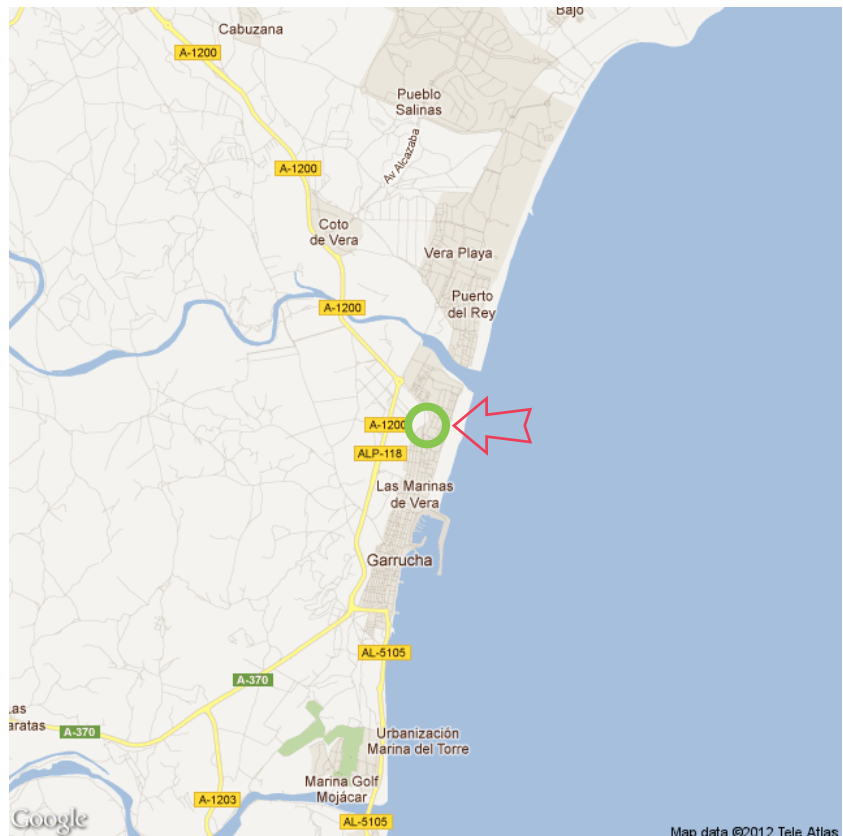 Bajo
Cabuzana
A-1200
Pueblo
Salinas
Av Alcazaba
A-1200
Coto
de Vera
Vera Playa
A-1200
Puerto
del Rey
A-1200
ALP-118
Las Marinas
de Vera
Garrucha
AL-5105
A-370
Las
aratas
A-370
Urbanización
Marina del Torre
Marina Golf
Mojácar
A-1203
AL-5105
Google
Map data ©2012 Tele Atlas